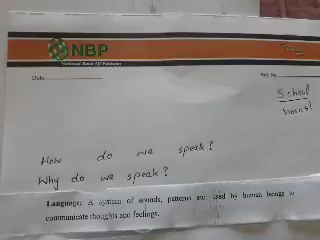 NBP
National Bank Of Pakistan
Date
Ref. No.
School
How do we speak?
Why do we speak?
Language: A system of sounds, patterns etc used by human beings to
communicate thoughts and feelings.